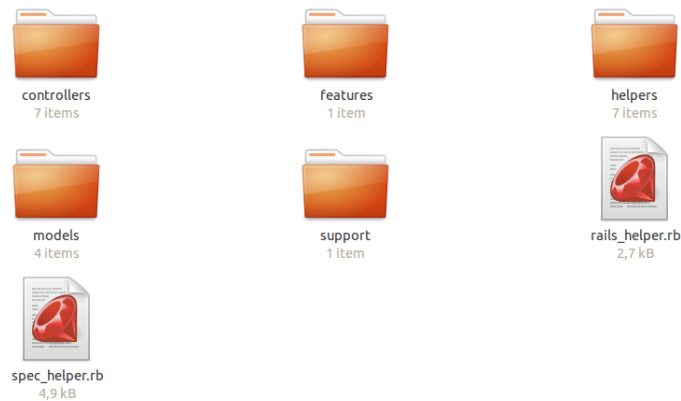 controllers
7 items
features
1 item
helpers
7 items
models
4 items
support
1 item
rails_helper.rb
2,7 kB
spec_helper.rb
4,9 kB